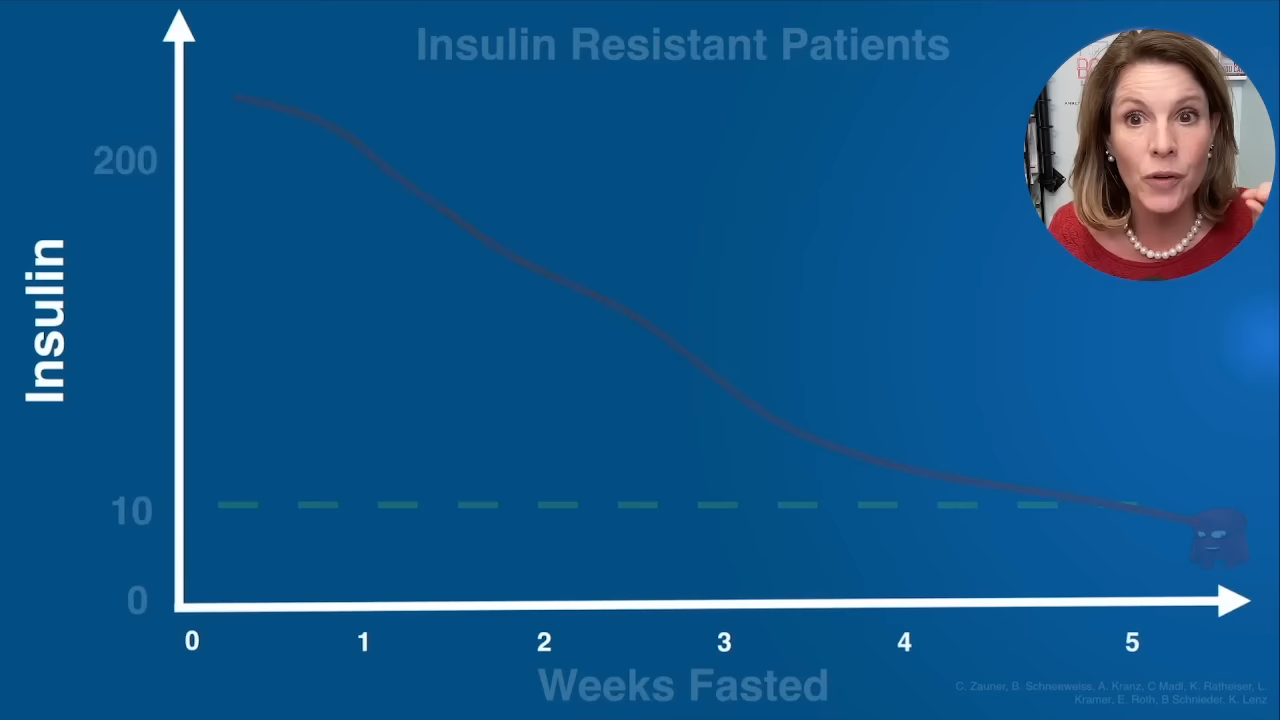 Insulin Resistant Patients
200
Insulin
10
0
0 1 2 3 4 5
Weeks Fasted
C. Zauner, B. Schneeweiss, A. Kranz, C Madl, K. Ratheiser, L.
Kramer, E. Roth, B Schnieder, K. Lenz